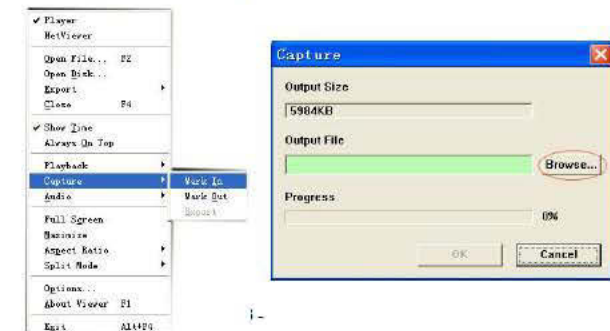 ✓ Player
NetViewer
Open File... F2
Open Disk...
Export
Close F4
✓ Show Time
Always On Top
Playback
Capture
Audio
Full Screen
Maximize
Aspect Ratio
Split Mode
Options...
About Viewer F1
Exit Alt+F4
Mark In
Mark Out
Export
Capture
Output Size
5984KB
Output File
Browse...
Progress
0%
OK
Cancel